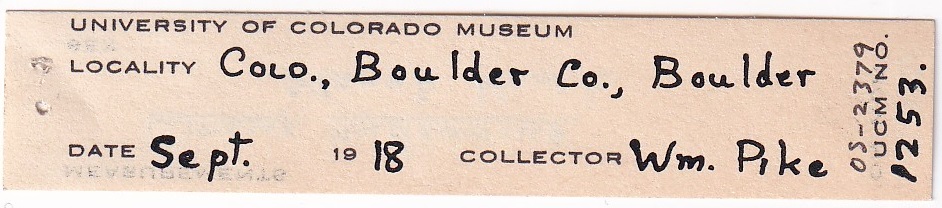 UNIVERSITY OF COLORADO MUSEUM
LOCALITY Colo., Boulder Co., Boulder
DATE Sept. 19 18 COLLECTOR Wm. Pike
OS-2379
UCM NO.
1253.
MEASUREMENTS